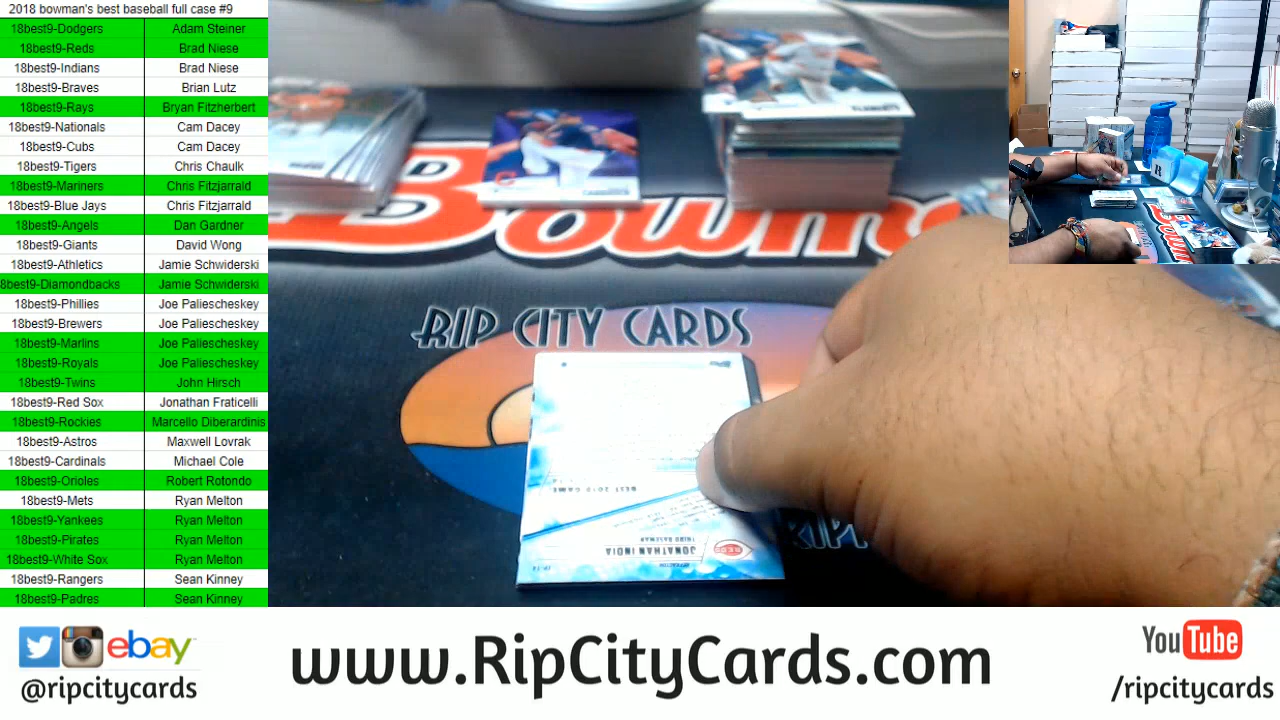 2018 bowman's best baseball full case #9
18best9-Dodgers Adam Steiner
18best9-Reds Brad Niese
18best9-Indians Brad Niese
18best9-Braves Brian Lutz
18best9-Rays Bryan Fitzherbert
18best9-Nationals Cam Dacey
18best9-Cubs Cam Dacey
18best9-Tigers Chris Chaulk
18best9-Mariners Chris Fitzjarrald
18best9-Blue Jays Chris Fitzjarrald
18best9-Angels Dan Gardner
18best9-Giants David Wong
18best9-Athletics Jamie Schwiderski
8best9-Diamondbacks Jamie Schwiderski
18best9-Phillies Joe Paliescheskey
18best9-Brewers Joe Paliescheskey
18best9-Marlins Joe Paliescheskey
18best9-Royals Joe Paliescheskey
18best9-Twins John Hirsch
18best9-Red Sox Jonathan Fraticelli
18best9-Rockies Marcello Diberardinis
18best9-Astros Maxwell Lovrak
18best9-Cardinals Michael Cole
18best9-Orioles Robert Rotondo
18best9-Mets Ryan Melton
18best9-Yankees Ryan Melton
18best9-Pirates Ryan Melton
18best9-White Sox Ryan Melton
18best9-Rangers Sean Kinney
18best9-Padres Sean Kinney
Bowm
RIP CITY CARDS
BEST 2018 GAME
THIRD BASEMAN
JONATHAN INDIA
REDS
RIP
ebay
@ripcitycards
www.RipCityCards.com
YouTube
/ripcitycards